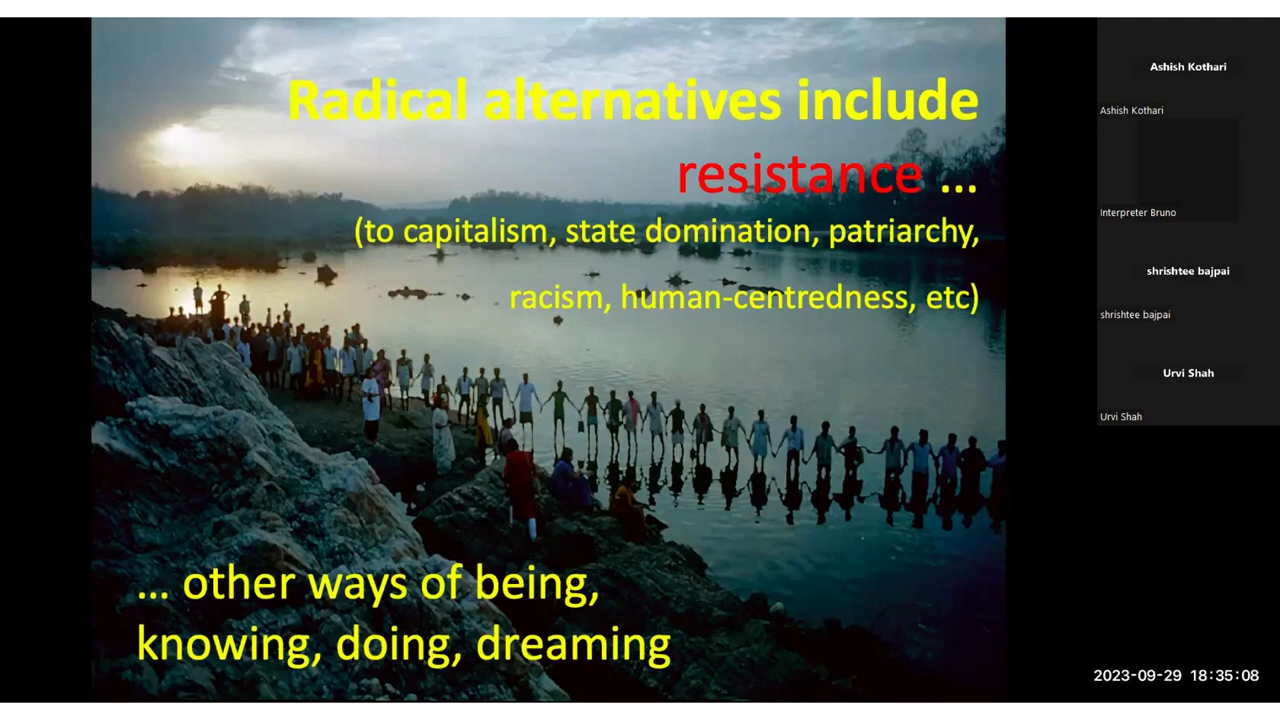 Radical alternatives include
resistance ...
(to capitalism, state domination, patriarchy,
racism, human-centredness, etc)
... other ways of being,
knowing, doing, dreaming
Ashish Kothari
Ashish Kothari
Interpreter Bruno
shrishtee bajpai
shrishtee bajpai
Urvi Shah
Urvi Shah
2023-09-29 18:35:08